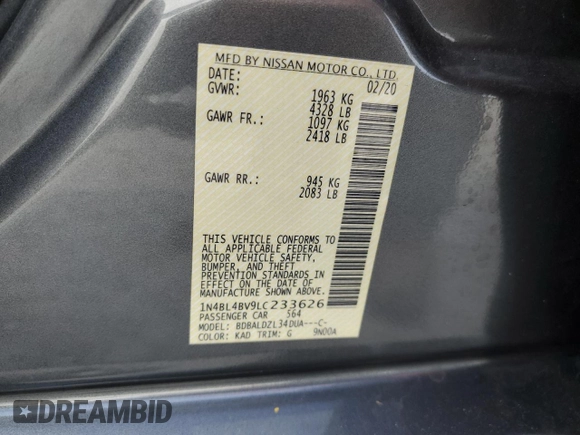 MFD BY NISSAN MOTOR CO., LTD.
DATE: 02/20
GVWR: 1963 KG
4328 LB
GAWR FR.: 1097 KG
2418 LB
GAWR RR.: 945 KG
2083 LB
THIS VEHICLE CONFORMS TO
ALL APPLICABLE FEDERAL
MOTOR VEHICLE SAFETY,
BUMPER, AND THEFT
PREVENTION STANDARDS IN
EFFECT ON THE DATE OF
MANUFACTURE SHOWN ABOVE
1N4BL4BV9LC233626
PASSENGER CAR 564
MODEL: BDBALDZL34DUA---C-
COLOR: KAD TRIM: G 9N00A
DREAMBID